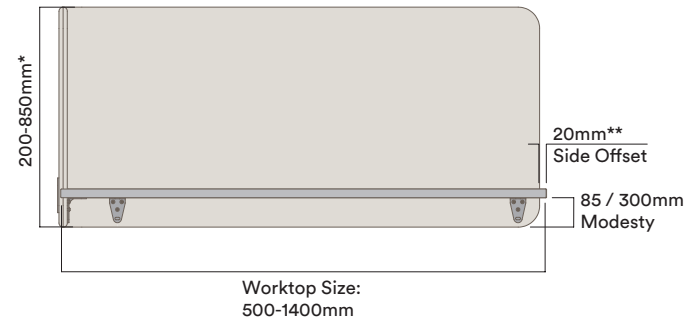 200-850mm*
20mm**
Side Offset
85 / 300mm
Modesty
Worktop Size:
500-1400mm